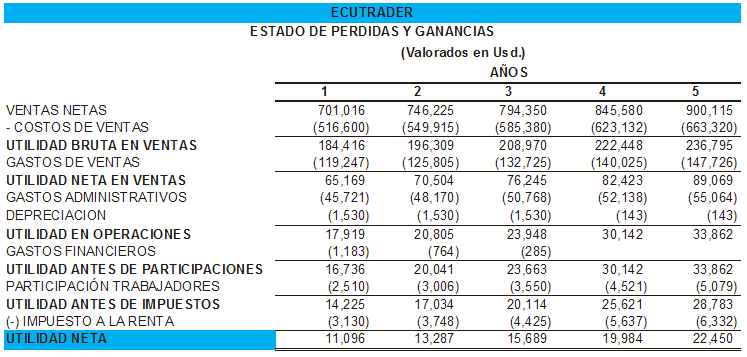 ECUTRADER
ESTADO DE PERDIDAS Y GANANCIAS
(Valorados en Usd.)
AÑOS
1 2 3 4 5
VENTAS NETAS 701,016 746,225 794,350 845,580 900,115
- COSTOS DE VENTAS (516,600) (549,915) (585,380) (623,132) (663,320)
UTILIDAD BRUTA EN VENTAS 184,416 196,309 208,970 222,448 236,795
GASTOS DE VENTAS (119,247) (125,805) (132,725) (140,025) (147,726)
UTILIDAD NETA EN VENTAS 65,169 70,504 76,245 82,423 89,069
GASTOS ADMINISTRATIVOS (45,721) (48,170) (50,768) (52,138) (55,064)
DEPRECIACION (1,530) (1,530) (1,530) (143) (143)
UTILIDAD EN OPERACIONES 17,919 20,805 23,948 30,142 33,862
GASTOS FINANCIEROS (1,183) (764) (285)
UTILIDAD ANTES DE PARTICIPACIONES 16,736 20,041 23,663 30,142 33,862
PARTICIPACIÓN TRABAJADORES (2,510) (3,006) (3,550) (4,521) (5,079)
UTILIDAD ANTES DE IMPUESTOS 14,225 17,034 20,114 25,621 28,783
(-) IMPUESTO A LA RENTA (3,130) (3,748) (4,425) (5,637) (6,332)
UTILIDAD NETA 11,096 13,287 15,689 19,984 22,450